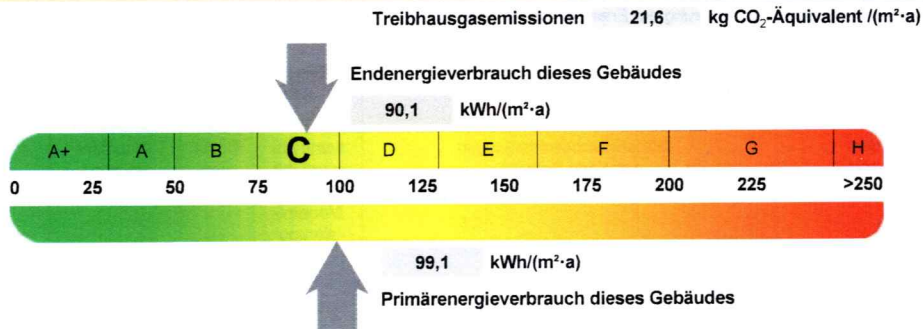 Treibhausgasemissionen 21,6 kg CO₂-Äquivalent /(m²·a)
Endenergieverbrauch dieses Gebäudes
90,1 kWh/(m²·a)
A+ A B C D E F G H
0 25 50 75 100 125 150 175 200 225 >250
99,1 kWh/(m²·a)
Primärenergieverbrauch dieses Gebäudes